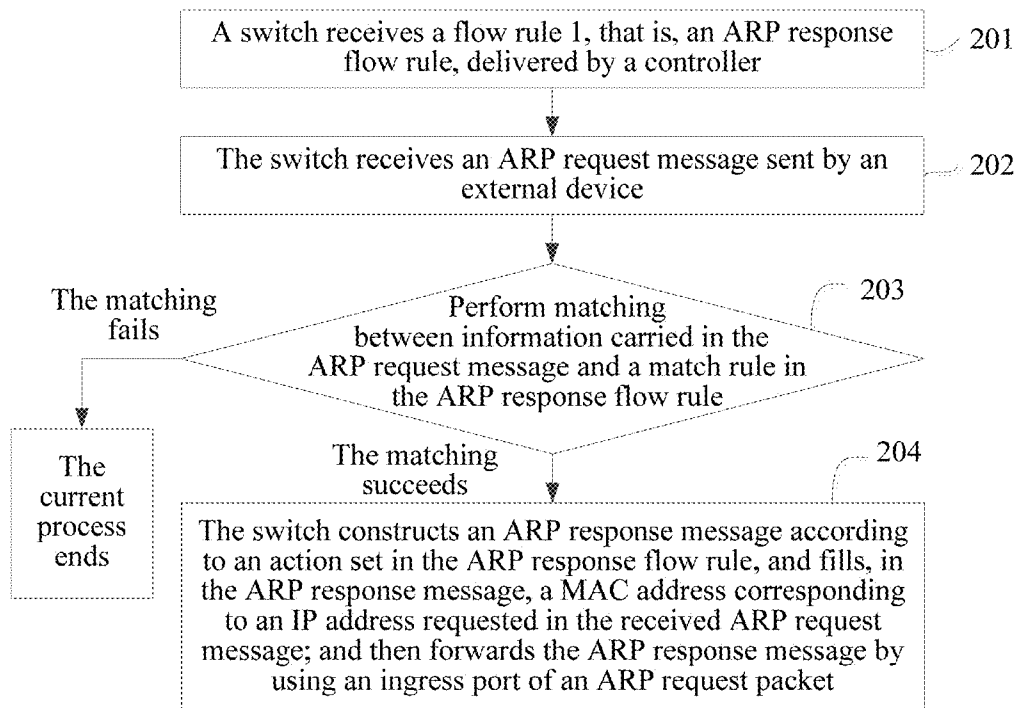 A switch receives a flow rule 1, that is, an ARP response
flow rule, delivered by a controller
201
The switch receives an ARP request message sent by an
external device
202
The matching
fails
Perform matching
between information carried in the
ARP request message and a match rule in
the ARP response flow rule
203
The
current
process
ends
The matching
succeeds
204
The switch constructs an ARP response message according
to an action set in the ARP response flow rule, and fills, in
the ARP response message, a MAC address corresponding
to an IP address requested in the received ARP request
message; and then forwards the ARP response message by
using an ingress port of an ARP request packet